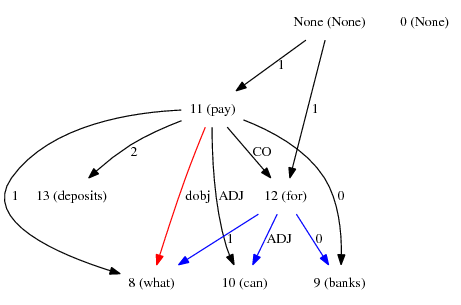 None (None) 0 (None)
1
11 (pay) 1
2 CO
1 13 (deposits) dobj ADJ 12 (for) 0
1 ADJ 0
8 (what) 10 (can) 9 (banks)